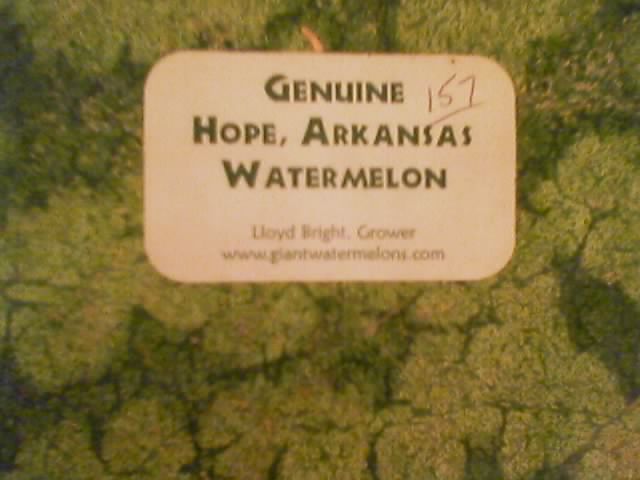 GENUINE 157
HOPE, ARKANSAS
WATERMELON
Lloyd Bright, Grower
www.giantwatermelons.com